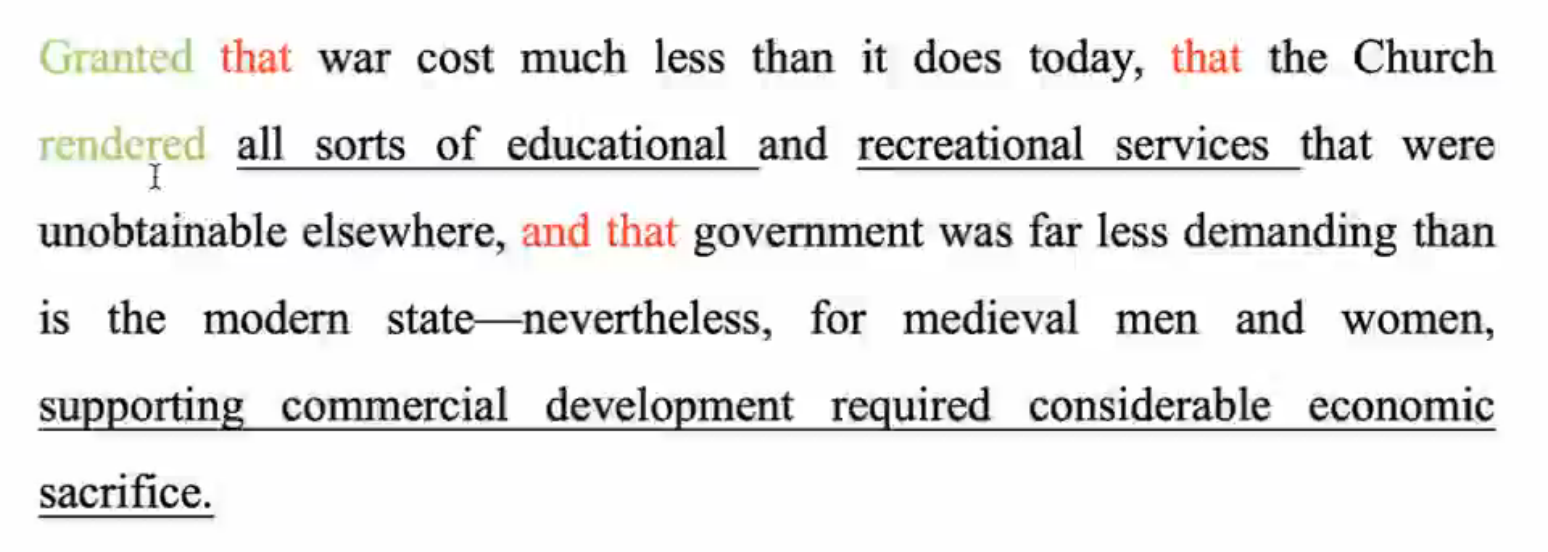 Granted that war cost much less than it does today, that the Church
rendered all sorts of educational and recreational services that were
unobtainable elsewhere, and that government was far less demanding than
is the modern state—nevertheless, for medieval men and women,
supporting commercial development required considerable economic
sacrifice.